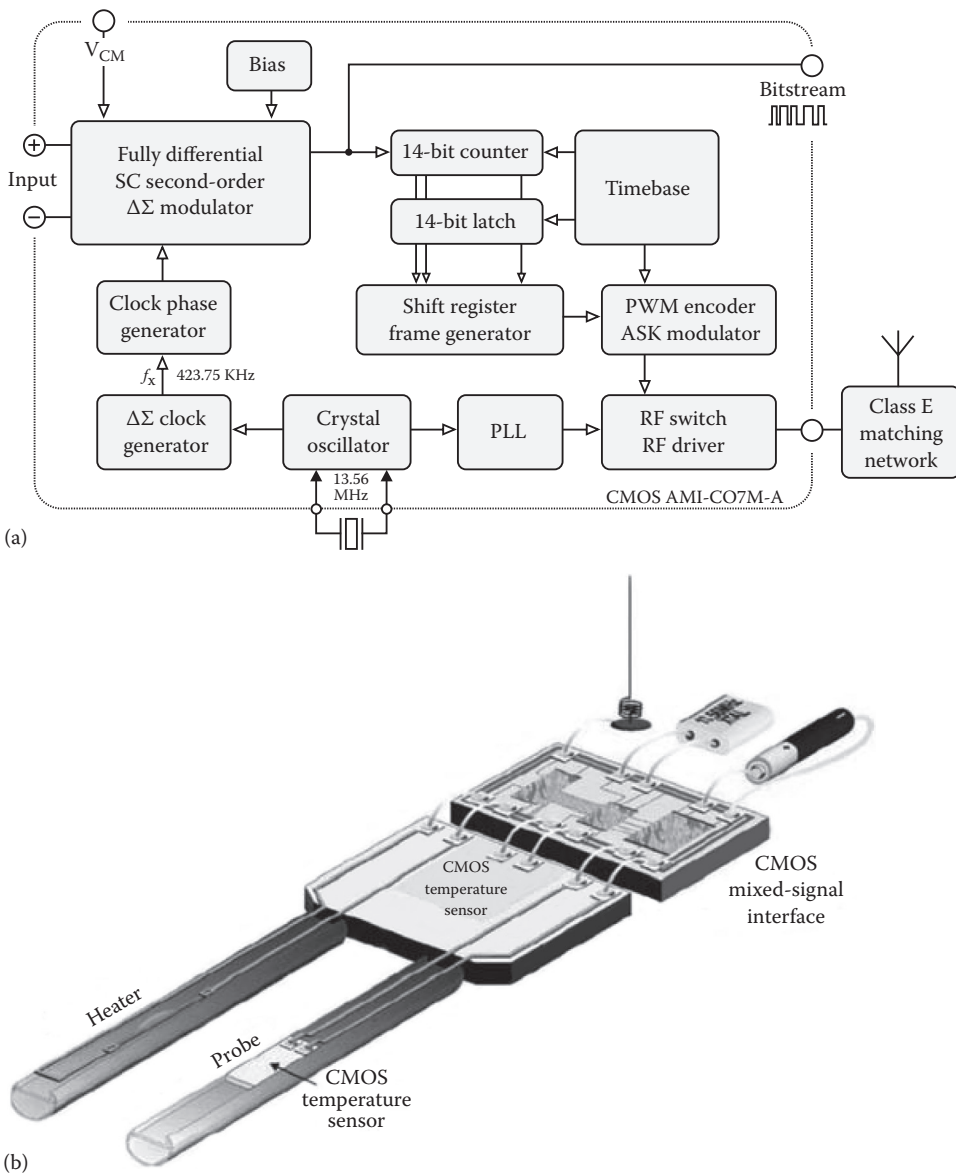 V_CM
Bias
Bitstream
+
Input
−
Fully differential
SC second-order
ΔΣ modulator
14-bit counter
Timebase
14-bit latch
Clock phase
generator
Shift register
frame generator
PWM encoder
ASK modulator
f_x 423.75 KHz
ΔΣ clock
generator
Crystal
oscillator
PLL
RF switch
RF driver
Class E
matching
network
13.56
MHz
CMOS AMI-CO7M-A
(a)
CMOS
temperature
sensor
CMOS
mixed-signal
interface
Heater
Probe
CMOS
temperature
sensor
(b)